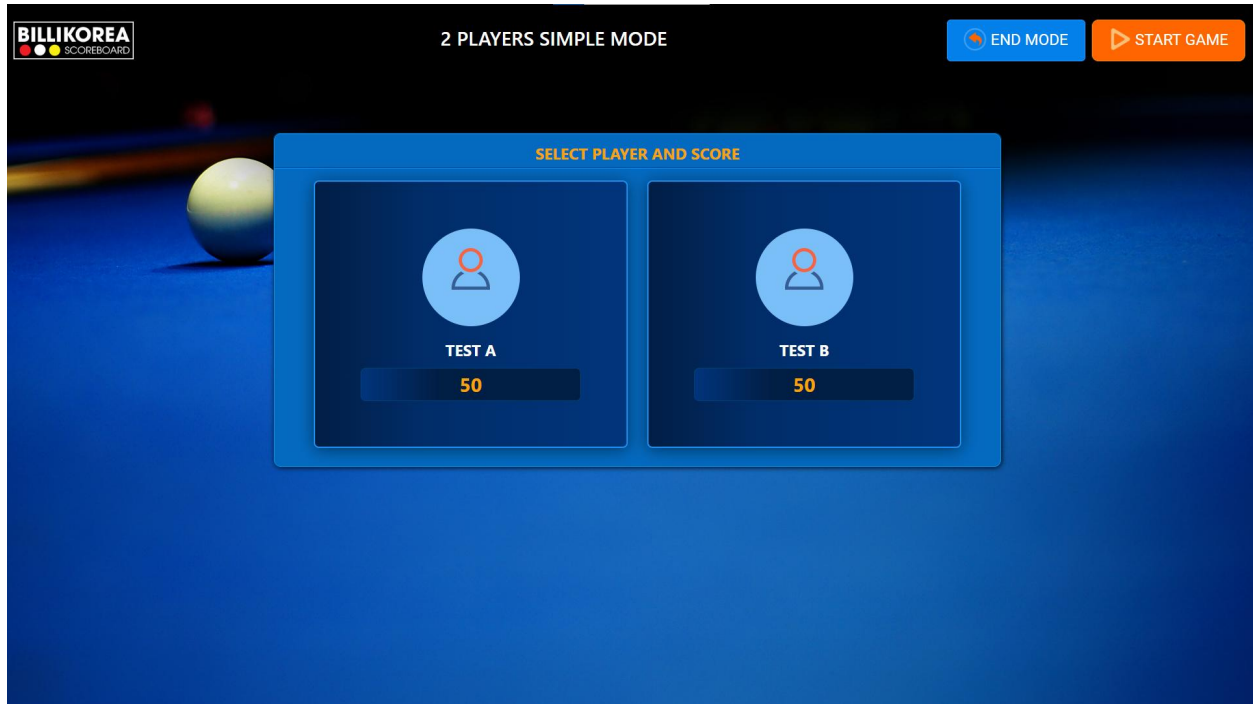 BILLIKOREA
SCOREBOARD
2 PLAYERS SIMPLE MODE
END MODE
START GAME
SELECT PLAYER AND SCORE
TEST A
TEST B
50
50